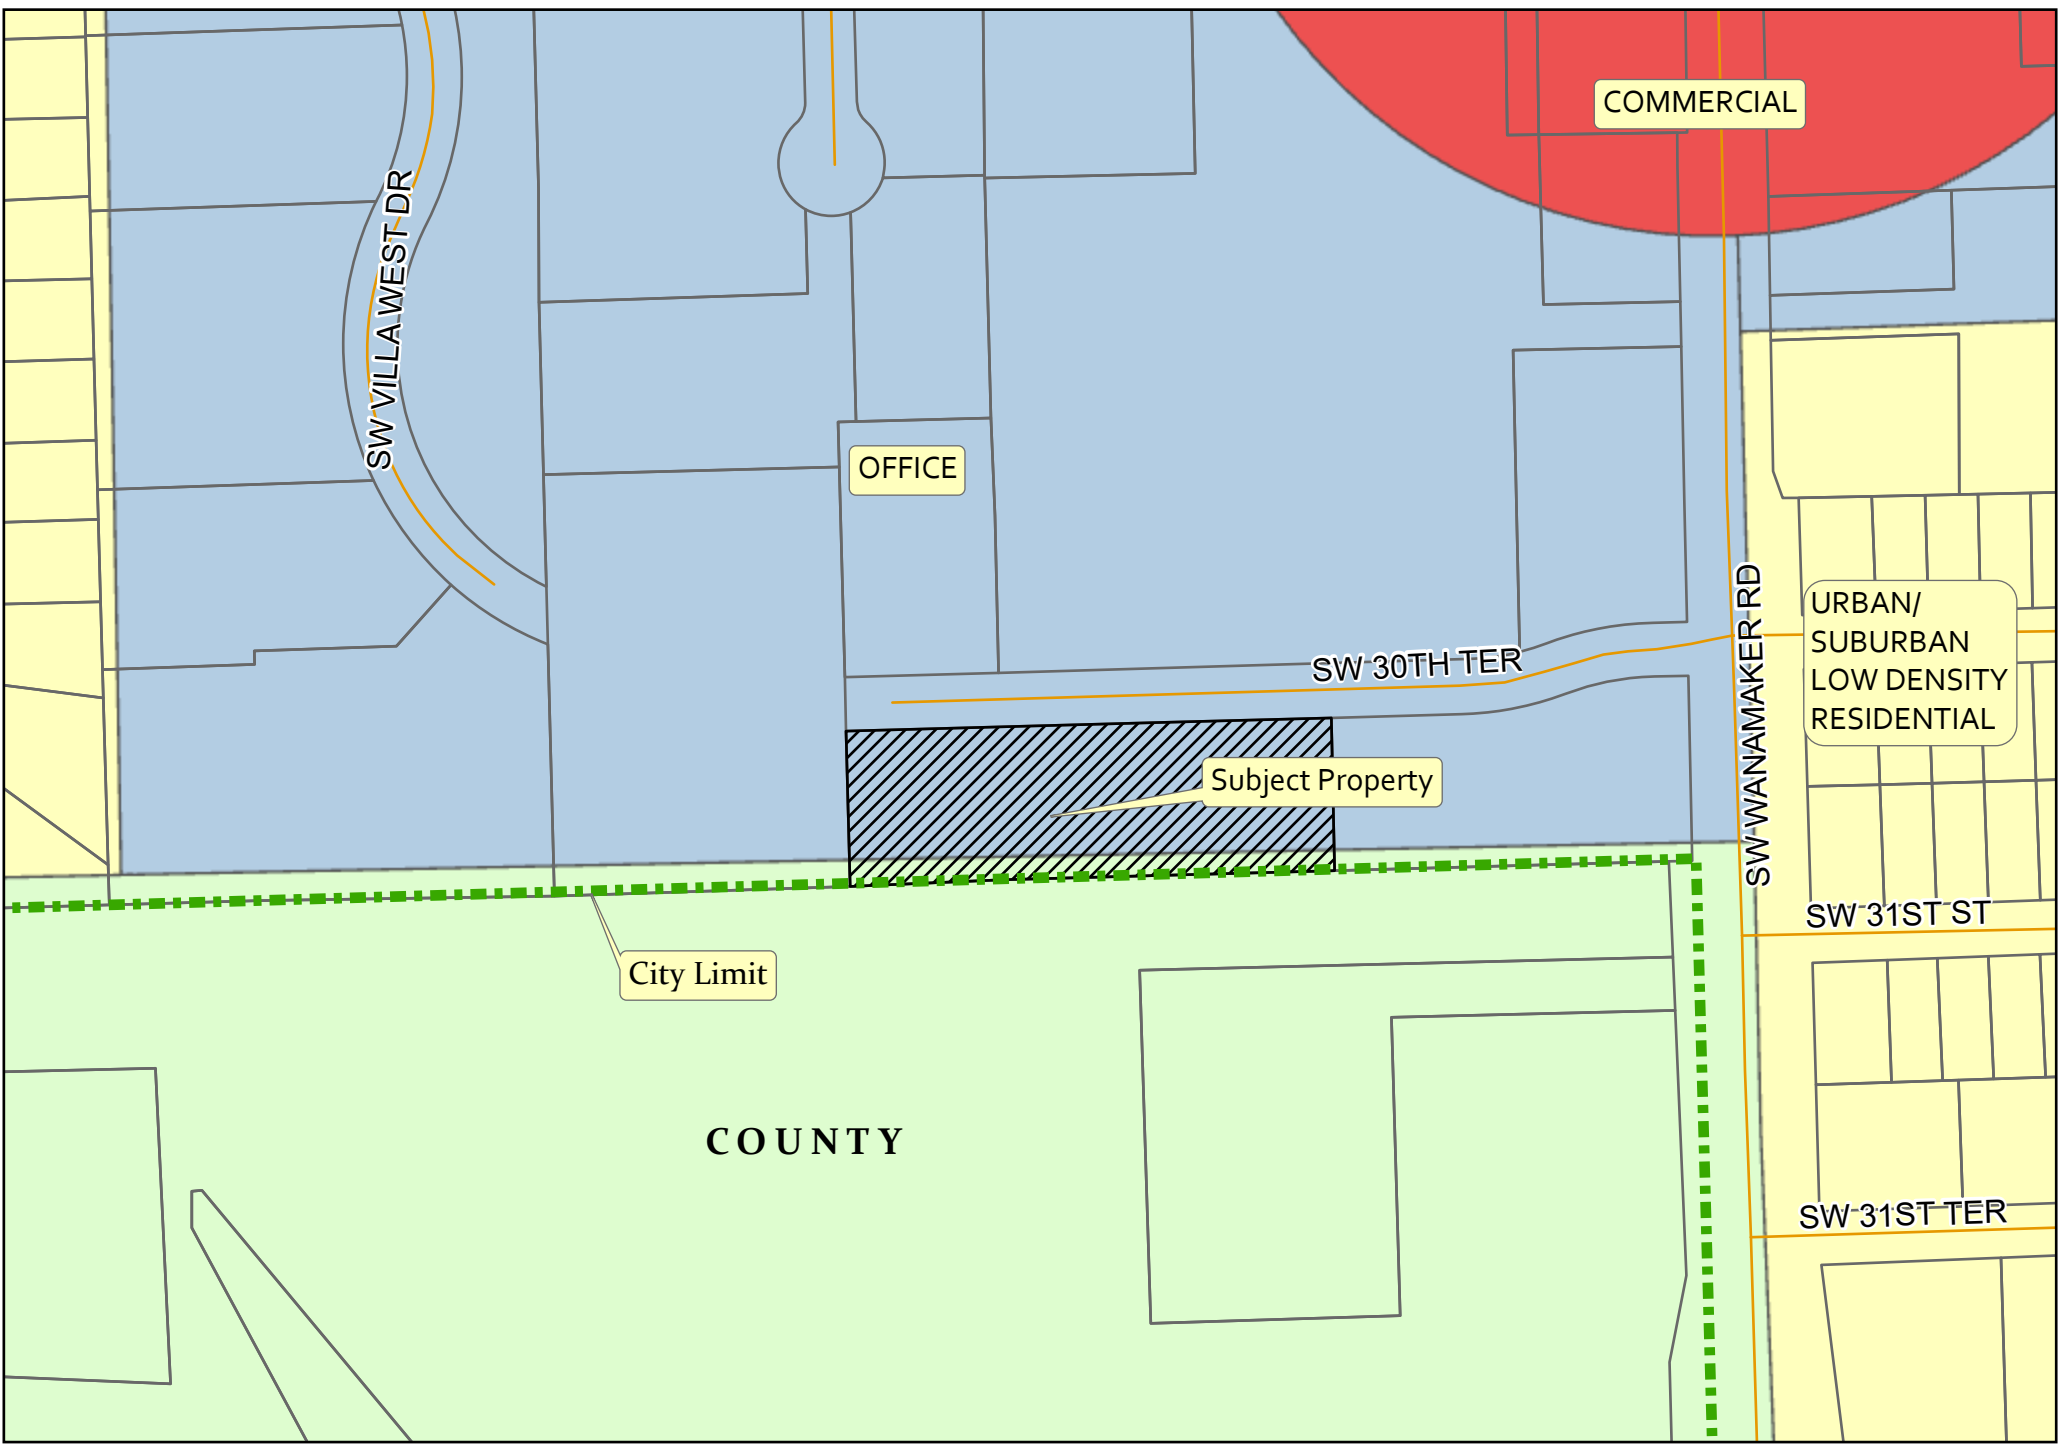 COMMERCIAL
SW VILLA WEST DR
OFFICE
SW WANAMAKER RD
URBAN/
SUBURBAN
LOW DENSITY
RESIDENTIAL
SW 30TH TER
Subject Property
SW 31ST ST
City Limit
COUNTY
SW 31ST TER